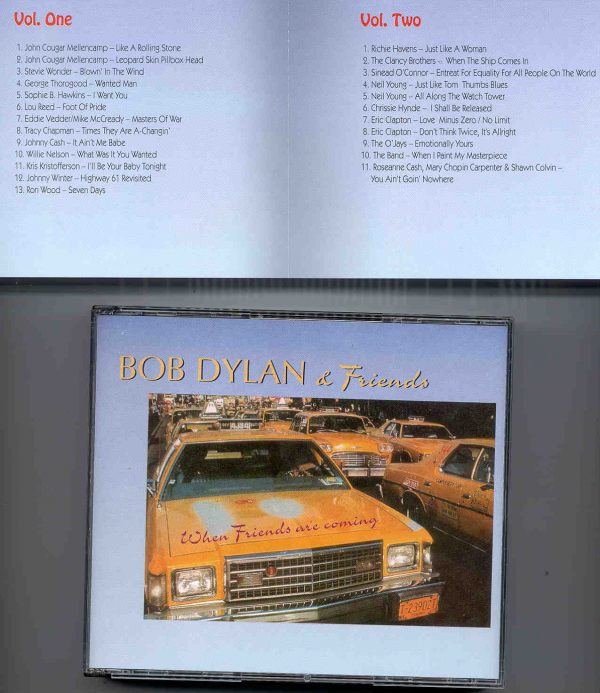 Vol. One
1. John Cougar Mellencamp – Like A Rolling Stone
2. John Cougar Mellencamp – Leopard Skin Pillbox Head
3. Stevie Wonder – Blown' In The Wind
4. George Thorogood – Wanted Man
5. Sophie B. Hawkins – I Want You
6. Lou Reed – Foot Of Pride
7. Eddie Vedder/Mike McCready – Masters Of War
8. Tracy Chapman – Times They Are A-Changin'
9. Johnny Cash – It Ain't Me Babe
10. Willie Nelson – What Was It You Wanted
11. Kris Kristofferson – I'll Be Your Baby Tonight
12. Johnny Winter – Highway 61 Revisited
13. Ron Wood – Seven Days
Vol. Two
1. Richie Havens – Just Like A Woman
2. The Clancy Brothers – When The Ship Comes In
3. Sinead O'Connor – Entreat For Equality For All People On The World
4. Neil Young – Just Like Tom Thumbs Blues
5. Neil Young – All Along The Watch Tower
6. Chrissie Hynde – I Shall Be Released
7. Eric Clapton – Love Minus Zero / No Limit
8. Eric Clapton – Don't Think Twice, It's Allright
9. The O'Jays – Emotionally Yours
10. The Band – When I Paint My Masterpiece
11. Roseanne Cash, Mary Chopin Carpenter & Shawn Colvin –
You Ain't Goin' Nowhere
BOB DYLAN & Friends
When Friends are coming